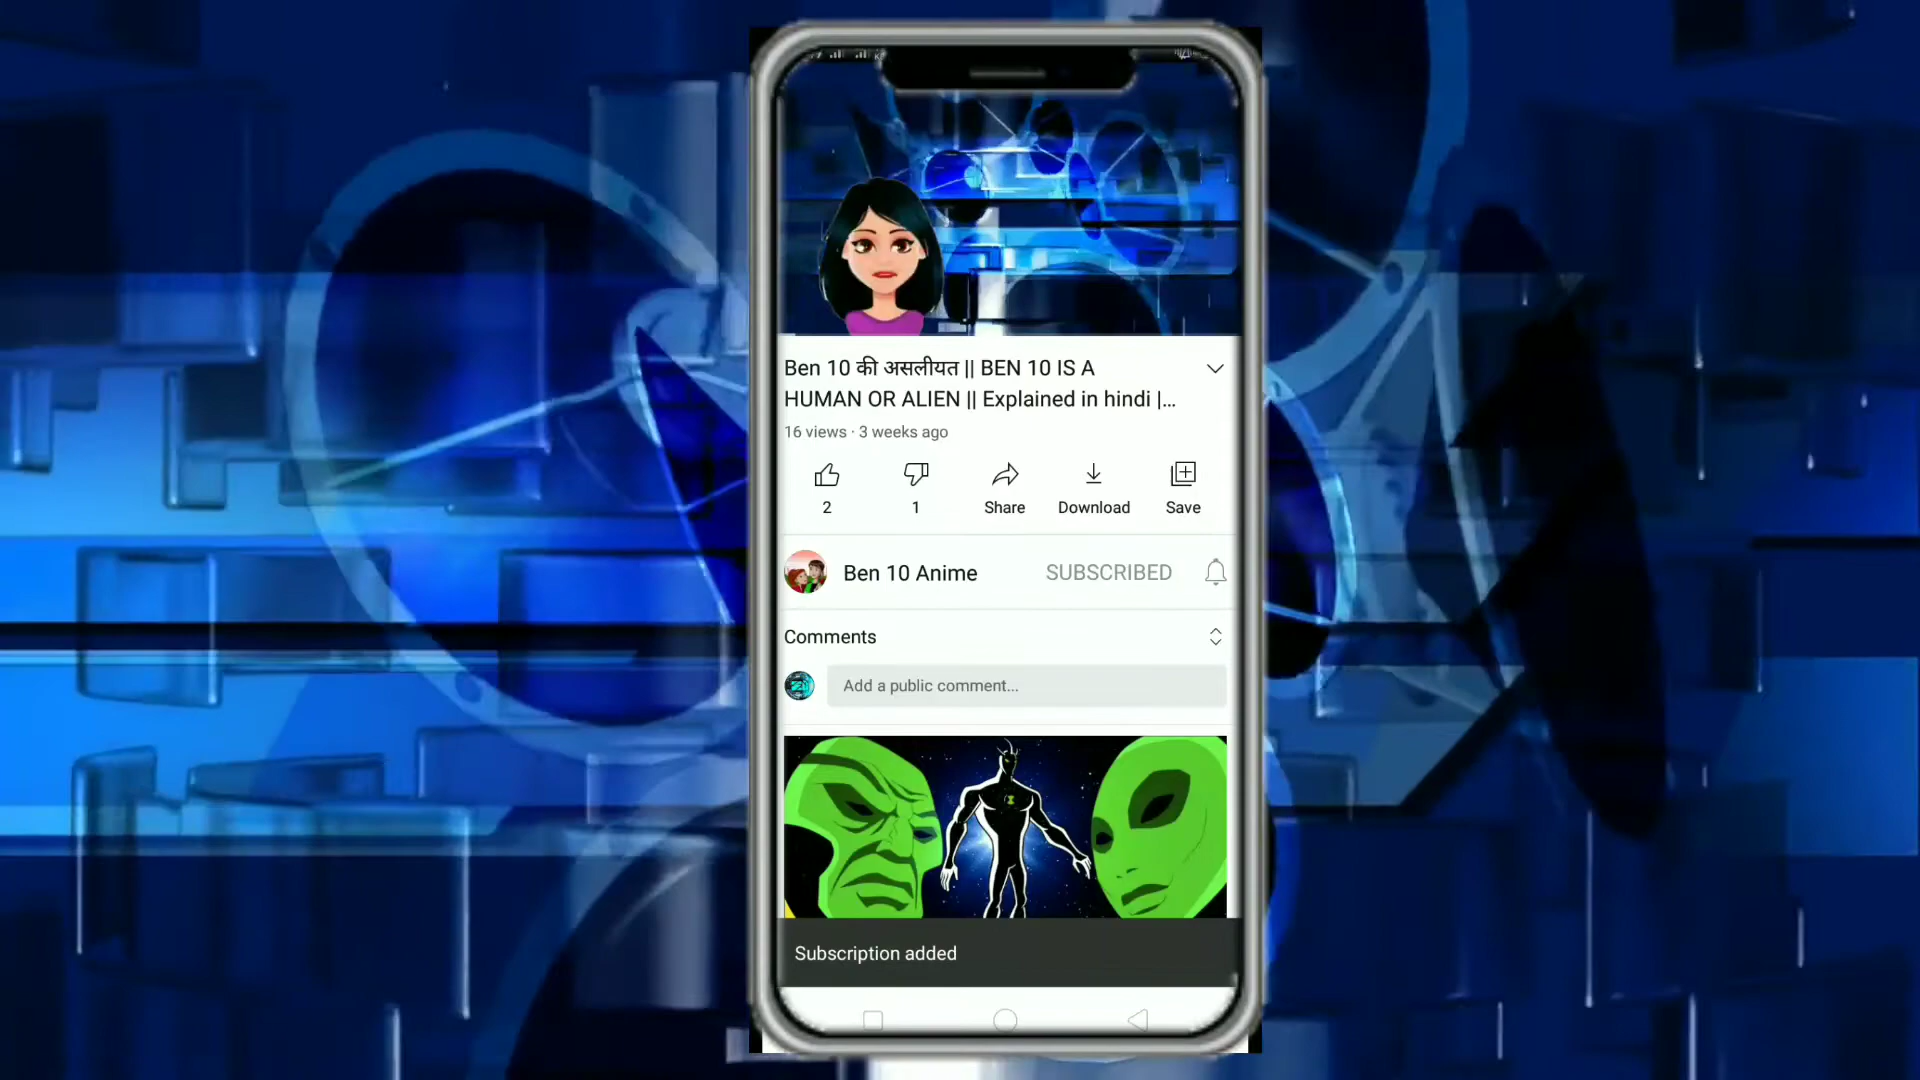 Ben 10 की असलीयत || BEN 10 IS A
HUMAN OR ALIEN || Explained in hindi |...
16 views · 3 weeks ago
2
1
Share
Download
Save
Ben 10 Anime
SUBSCRIBED
Comments
Add a public comment...
Subscription added